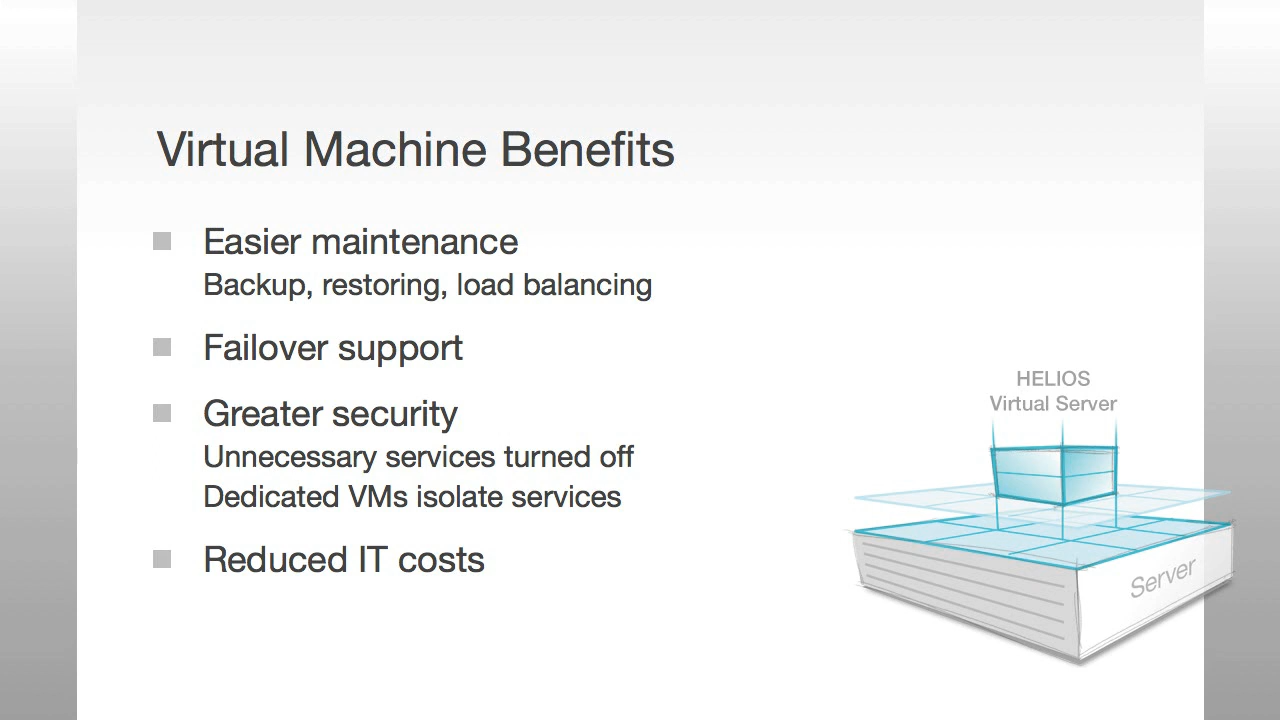 Virtual Machine Benefits
Easier maintenance
Backup, restoring, load balancing
Failover support
Greater security
Unnecessary services turned off
Dedicated VMs isolate services
Reduced IT costs
HELIOS
Virtual Server
Server